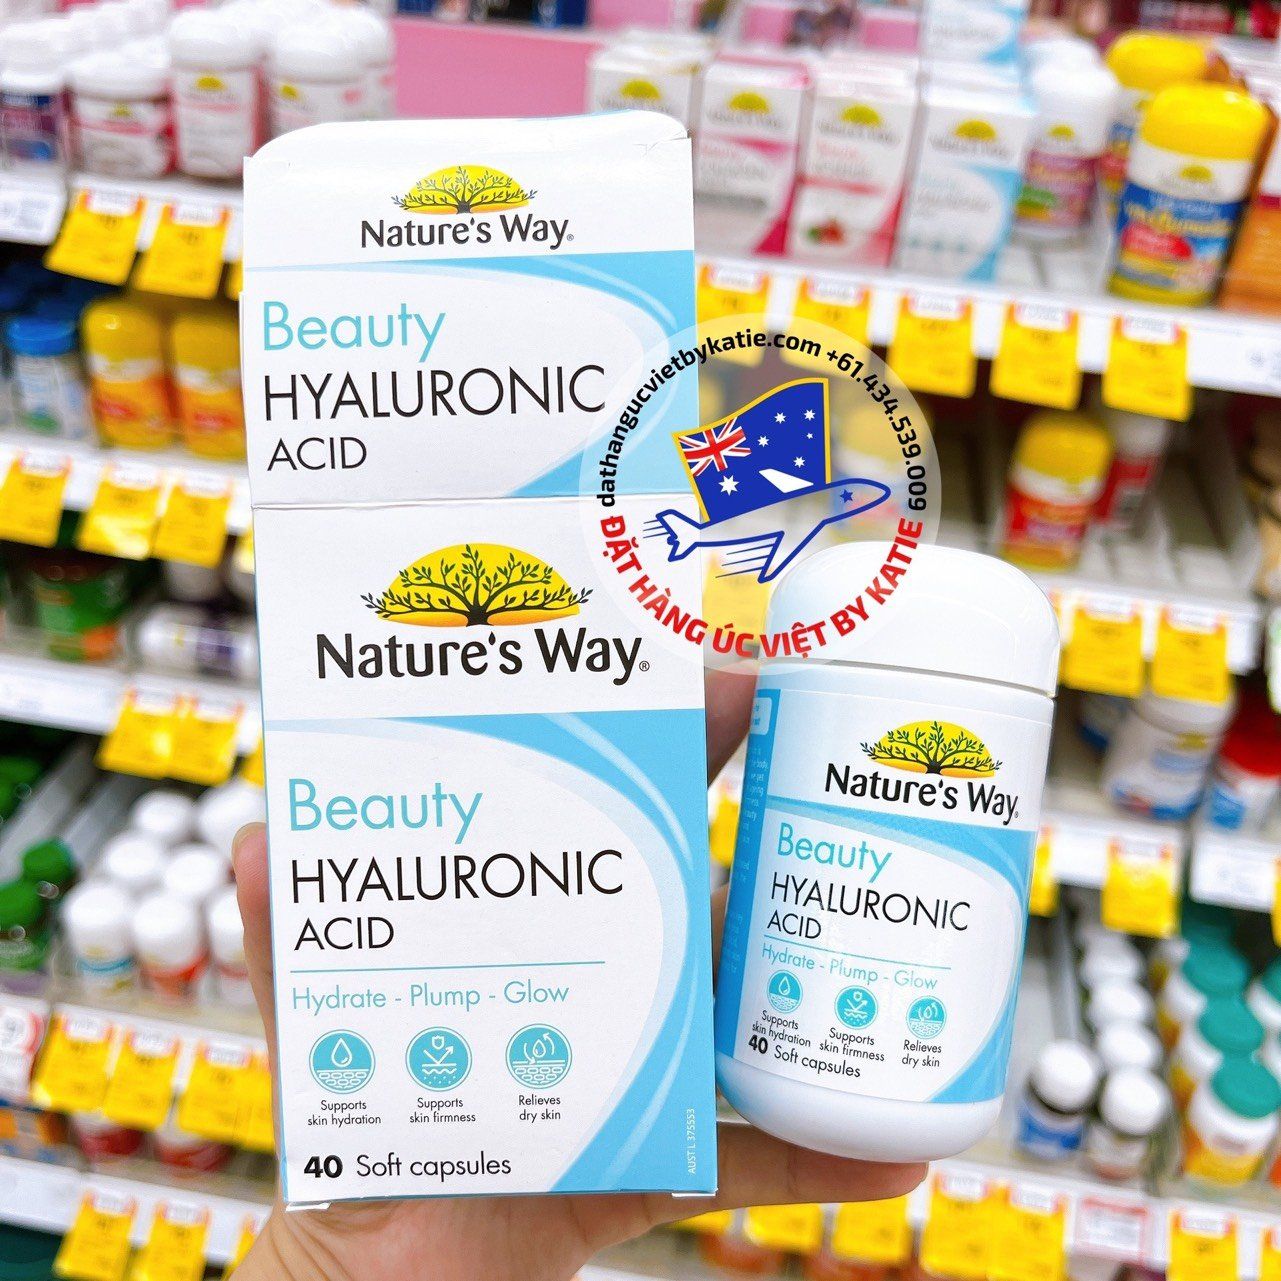 Nature's Way®
Beauty
HYALURONIC
ACID
Nature's Way®
Beauty
HYALURONIC
ACID
Hydrate - Plump - Glow
Supports
skin hydration
Supports
skin firmness
Relieves
dry skin
40 Soft capsules
AUST L 375553
dathangucvietbykatie.com +61.434.539.009
ĐẶT HÀNG ÚC VIỆT BY KATIE
Nature's Way®
Beauty
HYALURONIC
ACID
Hydrate - Plump - Glow
Supports
skin hydration
Supports
skin firmness
Relieves
dry skin
40 Soft capsules